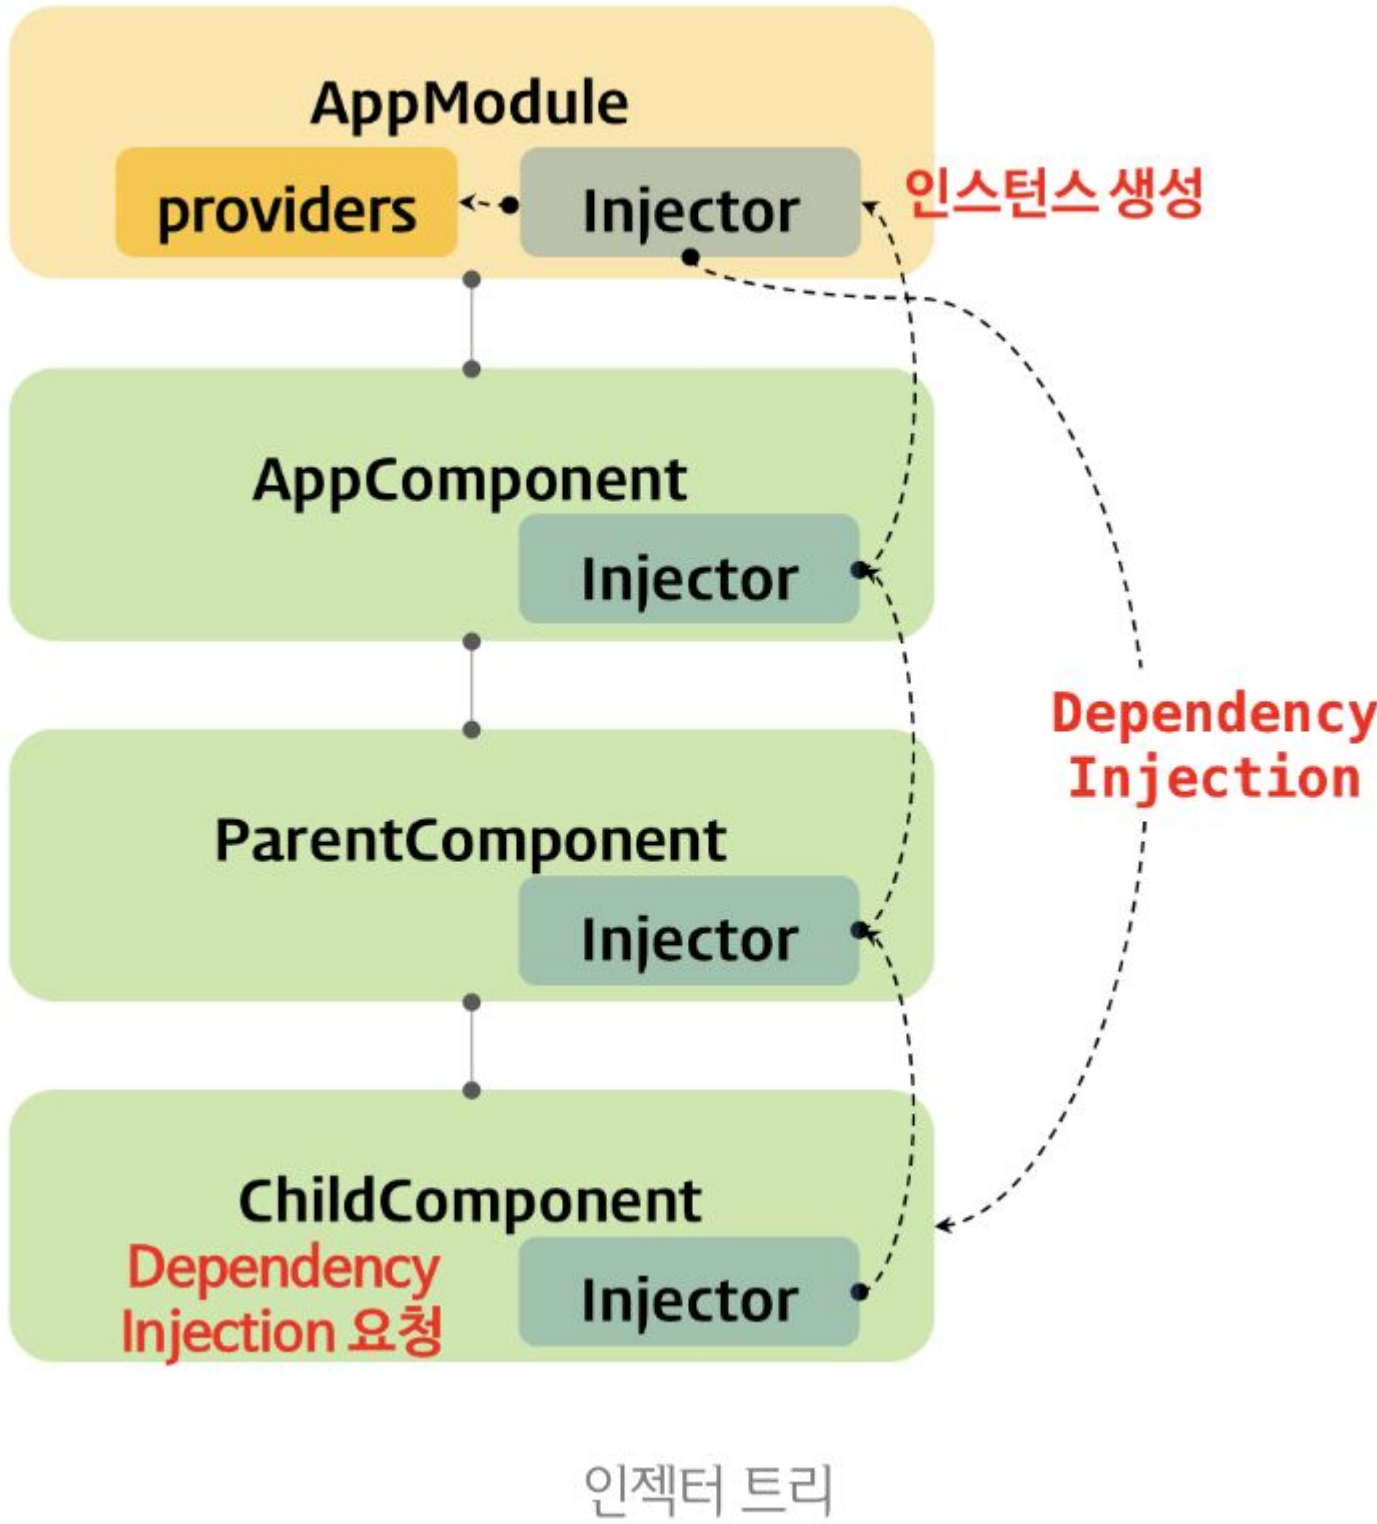 AppModule
providers
Injector
인스턴스 생성
AppComponent
Injector
Dependency
Injection
ParentComponent
Injector
ChildComponent
Dependency
Injection 요청
Injector
인젝터 트리